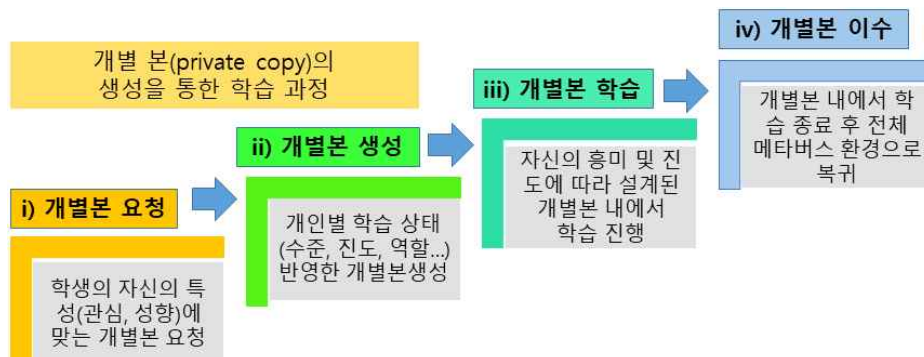 개별 본(private copy)의
생성을 통한 학습 과정
i) 개별본 요청
학생의 자신의 특
성(관심, 성향)에
맞는 개별본 요청
ii) 개별본 생성
개인별 학습 상태
(수준, 진도, 역할...)
반영한 개별본생성
iii) 개별본 학습
자신의 흥미 및 진
도에 따라 설계된
개별본 내에서
학습 진행
iv) 개별본 이수
개별본 내에서 학
습 종료 후 전체
메타버스 환경으로
복귀